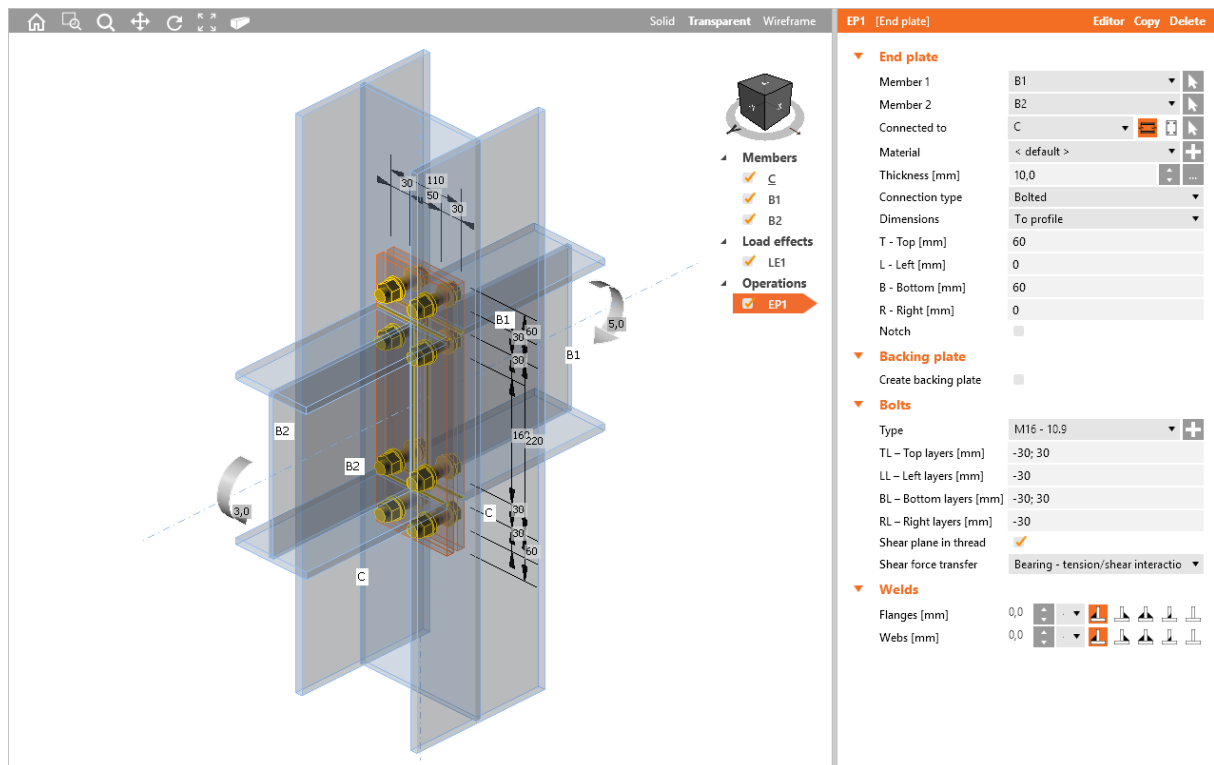 Solid Transparent Wireframe
EP1 [End plate] Editor Copy Delete
End plate
Member 1 B1
Member 2 B2
Connected to C
Material < default >
Thickness [mm] 10,0
Connection type Bolted
Dimensions To profile
T - Top [mm] 60
L - Left [mm] 0
B - Bottom [mm] 60
R - Right [mm] 0
Notch
Backing plate
Create backing plate
Bolts
Type M16 - 10.9
TL – Top layers [mm] -30; 30
LL – Left layers [mm] -30
BL – Bottom layers [mm] -30; 30
RL – Right layers [mm] -30
Shear plane in thread
Shear force transfer Bearing - tension/shear interactio
Welds
Flanges [mm] 0,0
Webs [mm] 0,0
Members
C
B1
B2
Load effects
LE1
Operations
EP1
110
30
50
30
5,0
B1
60
30
30
B1
160
220
B2
B2
3,0
C
30
30
60
C